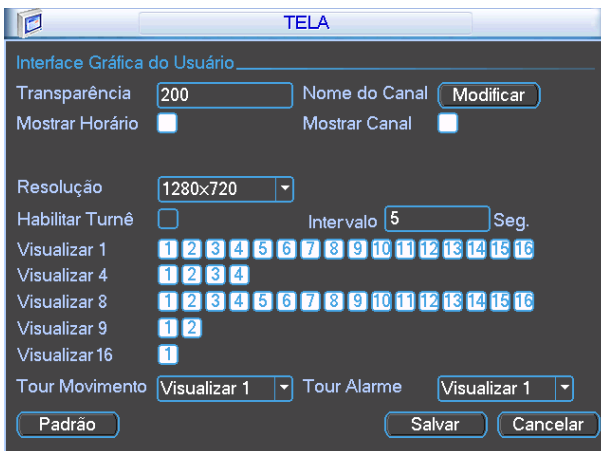 TELA
Interface Gráfica do Usuário
Transparência 200 Nome do Canal Modificar
Mostrar Horário Mostrar Canal
Resolução 1280x720
Habilitar Turnê Intervalo 5 Seg.
Visualizar 1 1 2 3 4 5 6 7 8 9 10 11 12 13 14 15 16
Visualizar 4 1 2 3 4
Visualizar 8 1 2 3 4 5 6 7 8 9 10 11 12 13 14 15 16
Visualizar 9 1 2
Visualizar 16 1
Tour Movimento Visualizar 1 Tour Alarme Visualizar 1
Padrão Salvar Cancelar